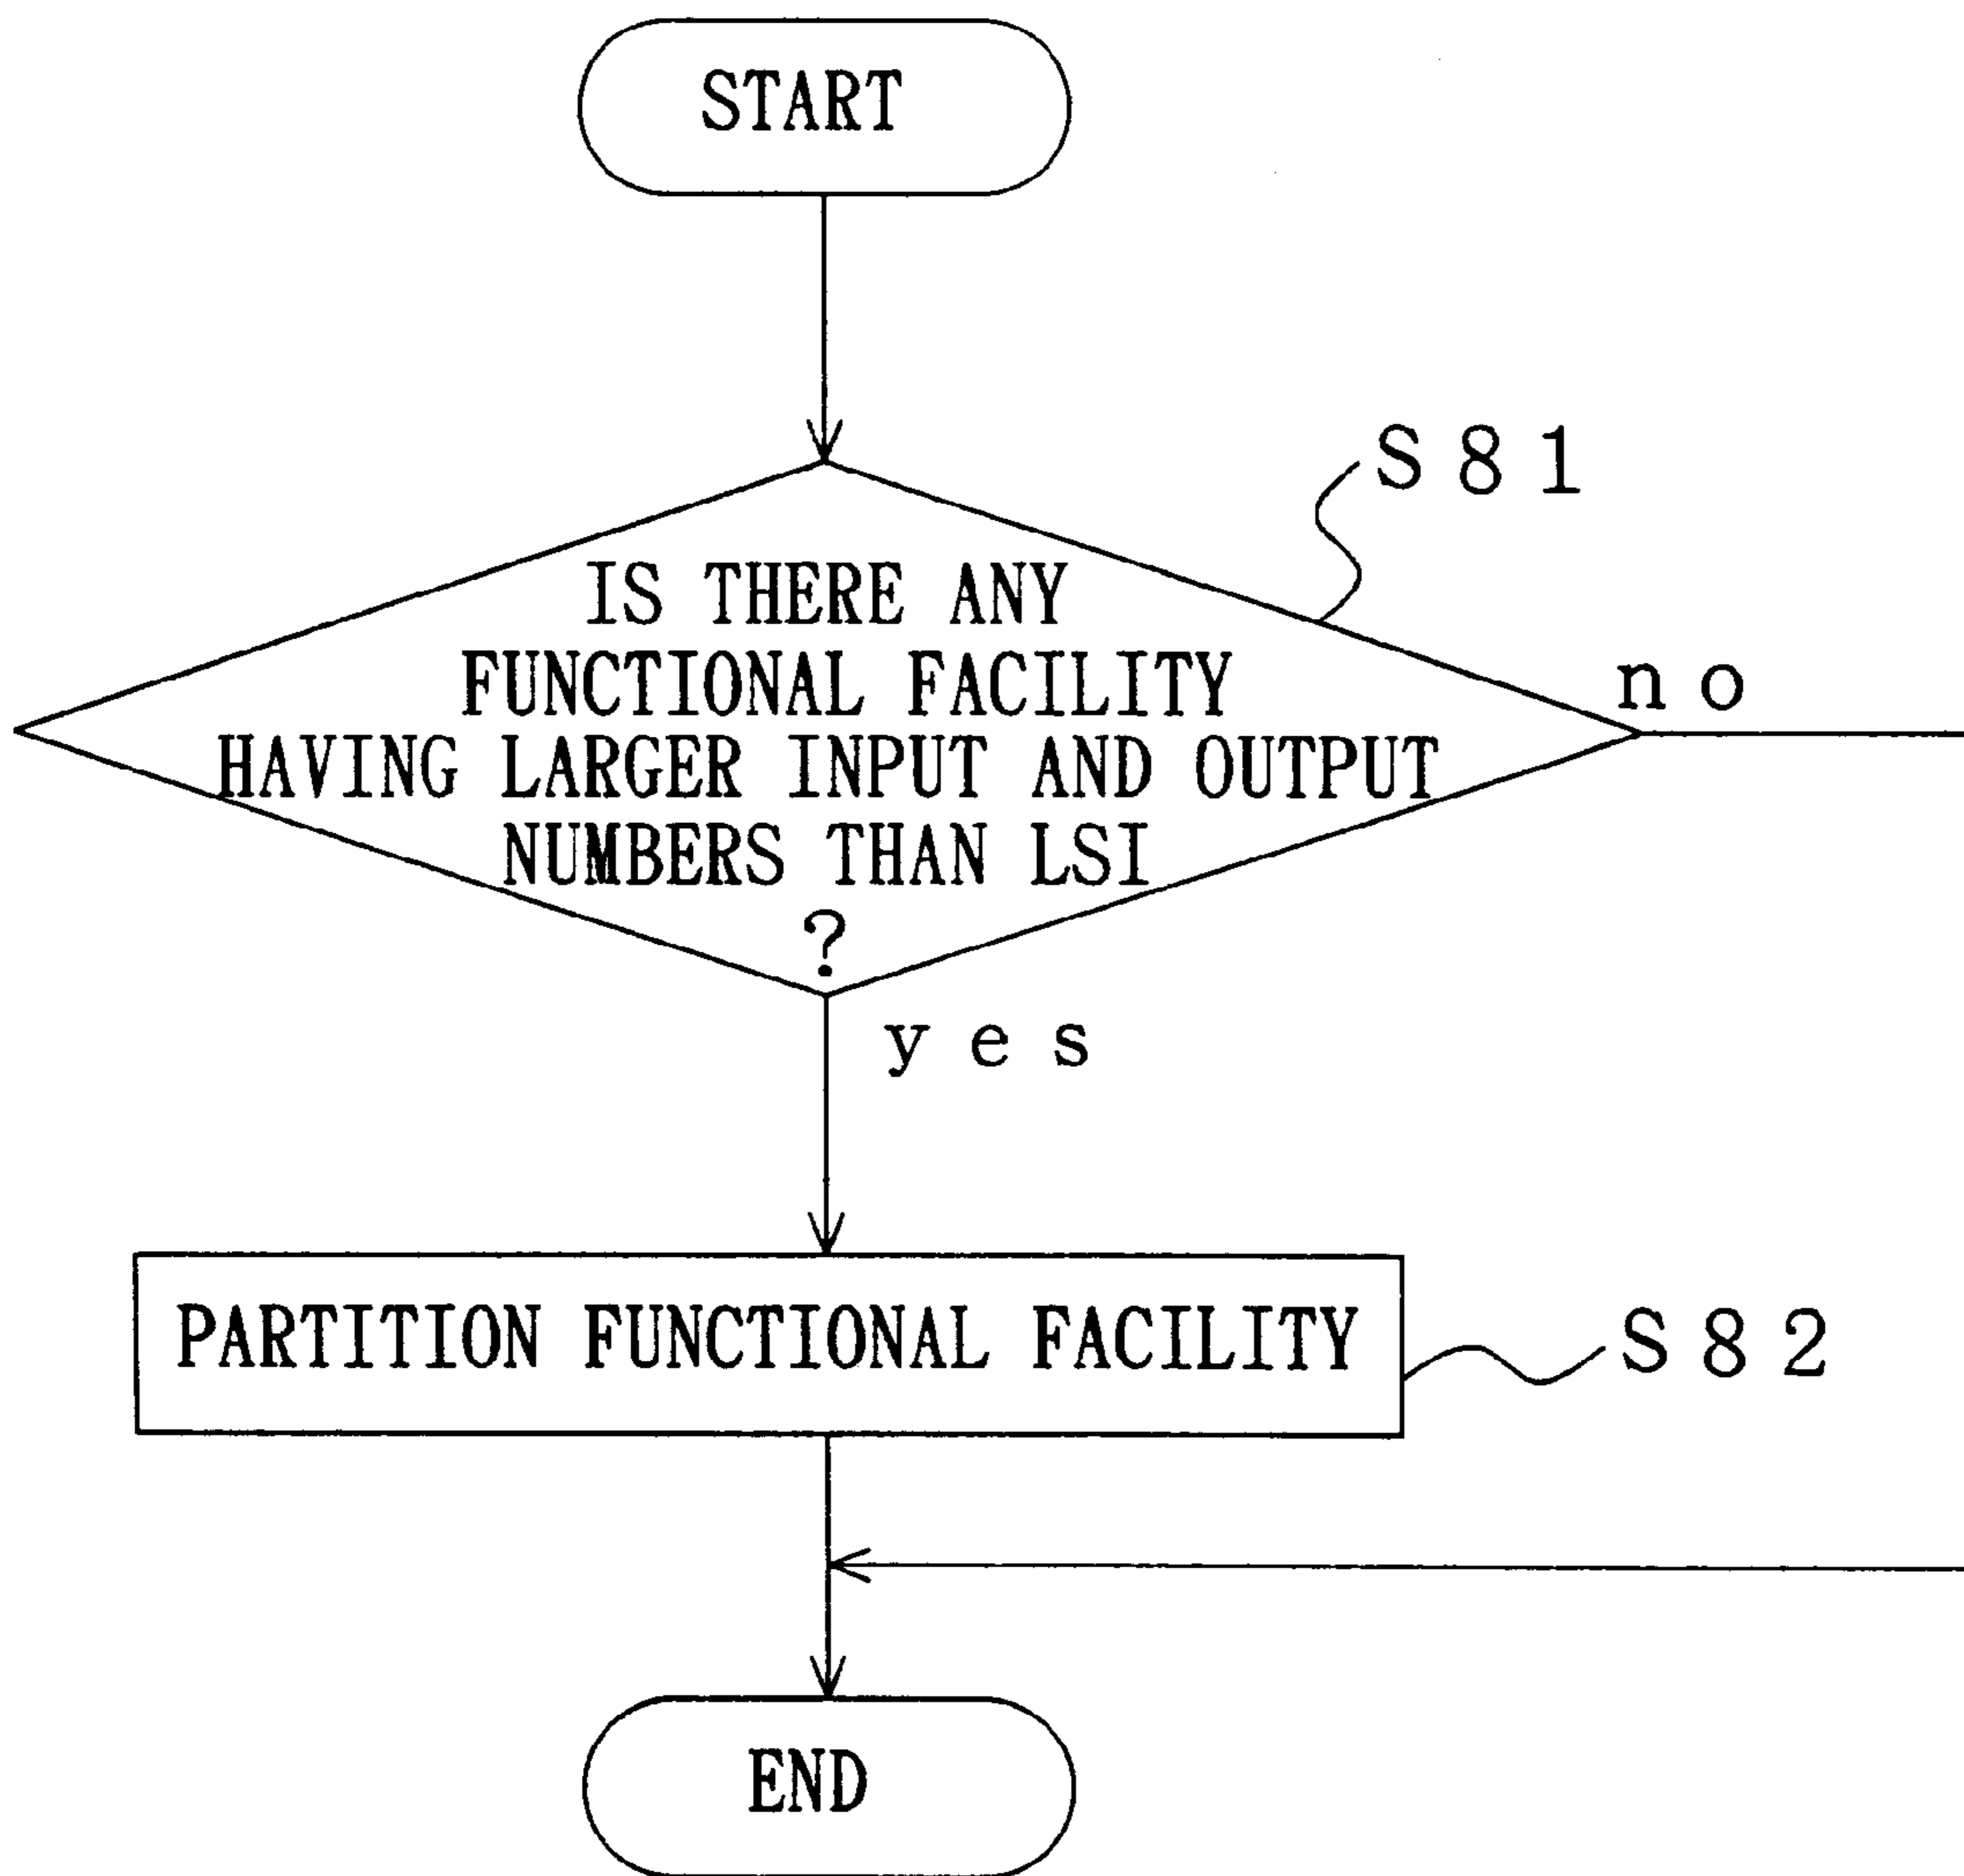 START
S81
IS THERE ANY
FUNCTIONAL FACILITY
HAVING LARGER INPUT AND OUTPUT
NUMBERS THAN LSI
?
no
yes
PARTITION FUNCTIONAL FACILITY
S82
END